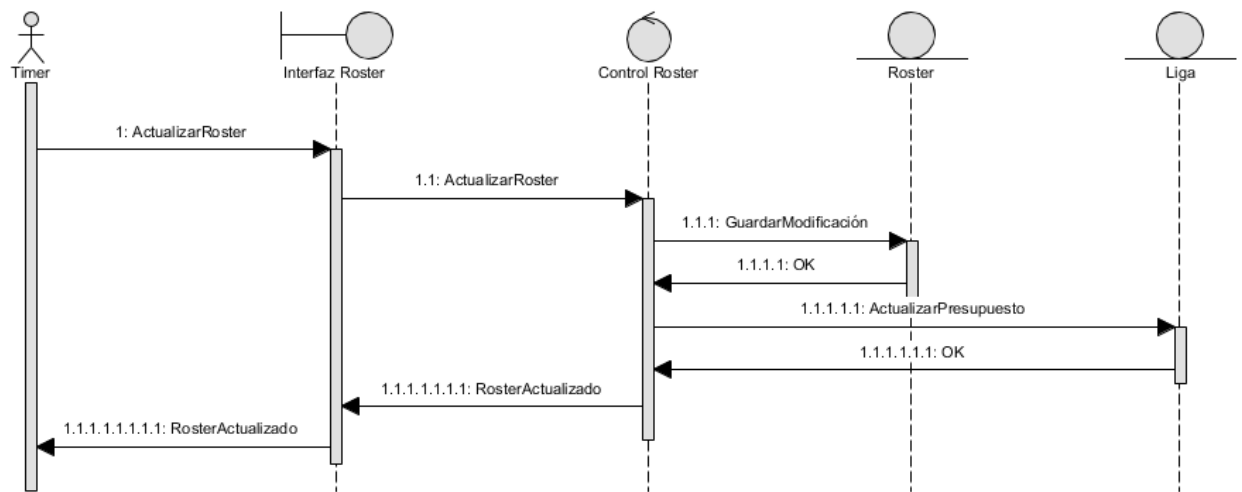 Timer
Interfaz Roster
Control Roster
Roster
Liga
1: ActualizarRoster
1.1: ActualizarRoster
1.1.1: GuardarModificación
1.1.1.1: OK
1.1.1.1.1: ActualizarPresupuesto
1.1.1.1.1.1: OK
1.1.1.1.1.1.1: RosterActualizado
1.1.1.1.1.1.1.1: RosterActualizado